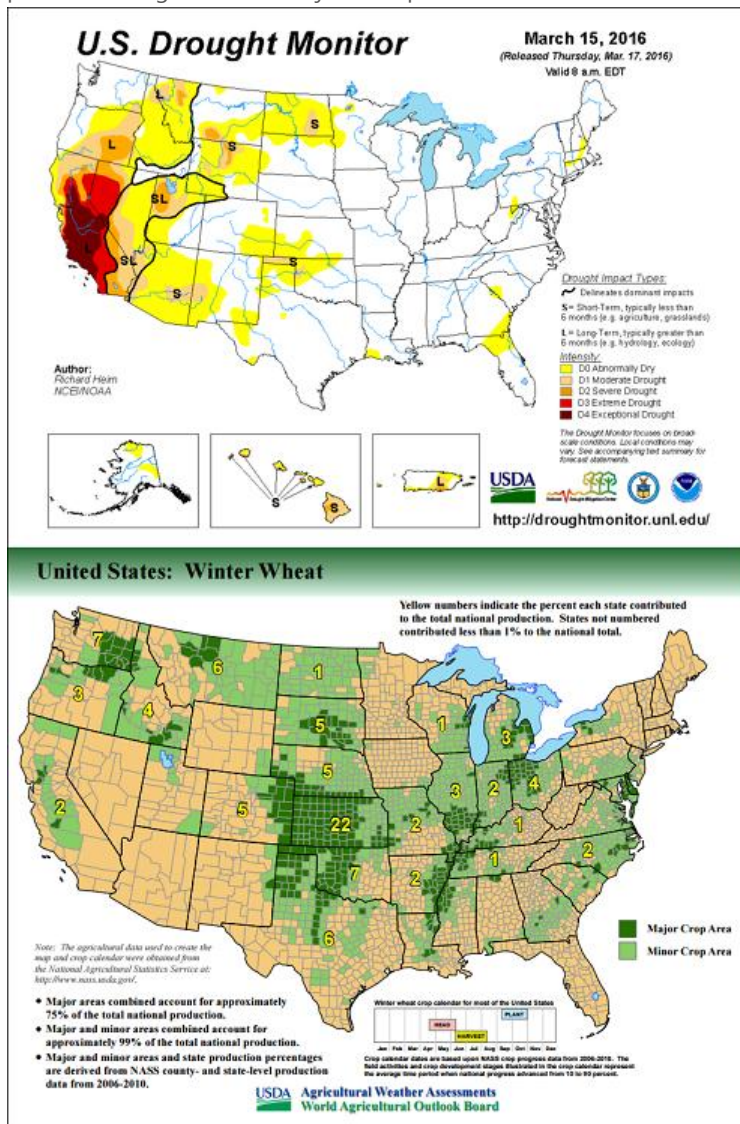 U.S. Drought Monitor
March 15, 2016
(Released Thursday, Mar. 17, 2016)
Valid 8 a.m. EDT
L
S
S
L
SL
L
SL
S
S
Author:
Richard Heim
NCEI/NOAA
Drought Impact Types:
Delineates dominant impacts
S = Short-Term, typically less than
6 months (e.g. agriculture, grasslands)
L = Long-Term, typically greater than
6 months (e.g. hydrology, ecology)
Intensity:
D0 Abnormally Dry
D1 Moderate Drought
D2 Severe Drought
D3 Extreme Drought
D4 Exceptional Drought
The Drought Monitor focuses on broad-
scale conditions. Local conditions may
vary. See accompanying text summary for
forecast statements.
S
S
L
USDA
http://droughtmonitor.unl.edu/
United States: Winter Wheat
Yellow numbers indicate the percent each state contributed
to the total national production. States not numbered
contributed less than 1% to the national total.
7
6
1
3
4
5
1
3
5
2
5
22
2
3
2
4
1
7
2
1
2
6
Major Crop Area
Minor Crop Area
Note: The agricultural data used to create the
map and crop calendar were obtained from
the National Agricultural Statistics Service at:
http://www.nass.usda.gov/.
◆ Major areas combined account for approximately
75% of the total national production.
◆ Major and minor areas combined account for
approximately 99% of the total national production.
◆ Major and minor areas and state production percentages
are derived from NASS county- and state-level production
data from 2006-2010.
Winter wheat crop calendar for most of the United States
PLANT
HEAD
HARVEST
Jan Feb Mar Apr May Jun Jul Aug Sep Oct Nov Dec
Crop calendar dates are based upon NASS crop progress data from 2006-2010. The
field activities and crop development stages illustrated in the crop calendar represent
the average time period when national progress advanced from 10 to 90 percent.
USDA Agricultural Weather Assessments
World Agricultural Outlook Board